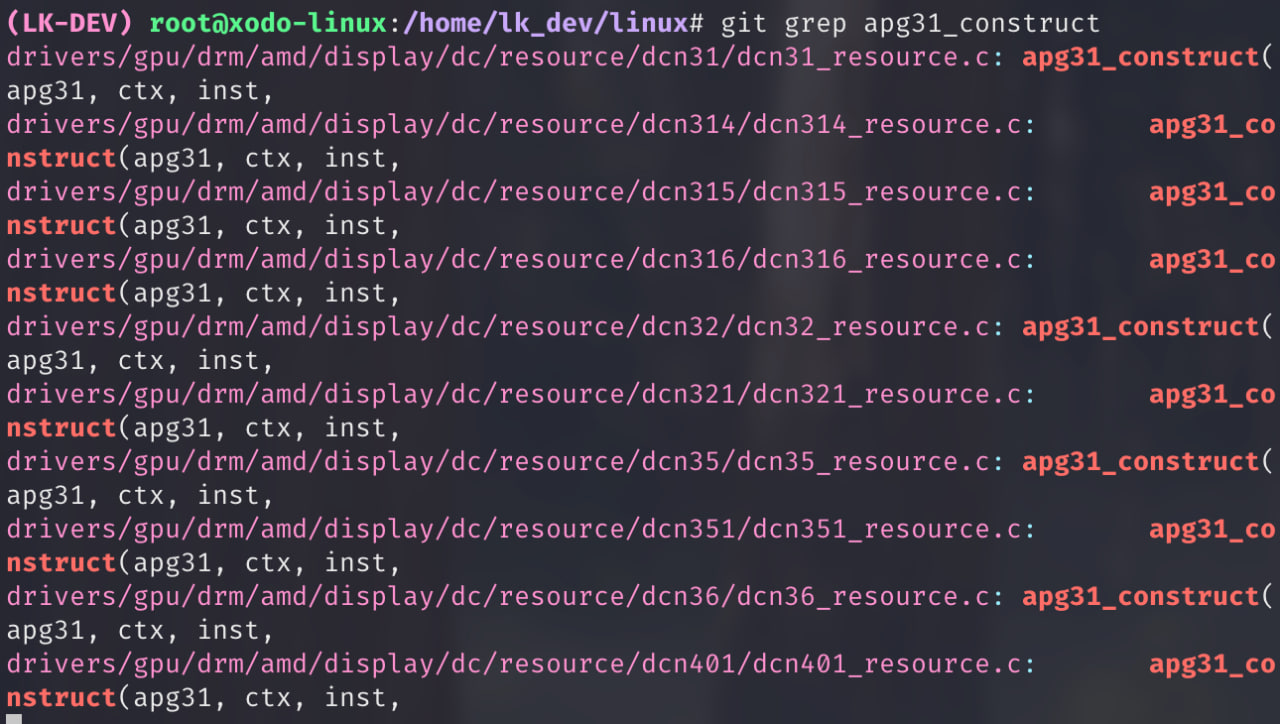 (LK-DEV) root@xodo-linux:/home/lk_dev/linux# git grep apg31_construct
drivers/gpu/drm/amd/display/dc/resource/dcn31/dcn31_resource.c: apg31_construct(
apg31, ctx, inst,
drivers/gpu/drm/amd/display/dc/resource/dcn314/dcn314_resource.c:       apg31_co
nstruct(apg31, ctx, inst,
drivers/gpu/drm/amd/display/dc/resource/dcn315/dcn315_resource.c:       apg31_co
nstruct(apg31, ctx, inst,
drivers/gpu/drm/amd/display/dc/resource/dcn316/dcn316_resource.c:       apg31_co
nstruct(apg31, ctx, inst,
drivers/gpu/drm/amd/display/dc/resource/dcn32/dcn32_resource.c: apg31_construct(
apg31, ctx, inst,
drivers/gpu/drm/amd/display/dc/resource/dcn321/dcn321_resource.c:       apg31_co
nstruct(apg31, ctx, inst,
drivers/gpu/drm/amd/display/dc/resource/dcn35/dcn35_resource.c: apg31_construct(
apg31, ctx, inst,
drivers/gpu/drm/amd/display/dc/resource/dcn351/dcn351_resource.c:       apg31_co
nstruct(apg31, ctx, inst,
drivers/gpu/drm/amd/display/dc/resource/dcn36/dcn36_resource.c: apg31_construct(
apg31, ctx, inst,
drivers/gpu/drm/amd/display/dc/resource/dcn401/dcn401_resource.c:       apg31_co
nstruct(apg31, ctx, inst,